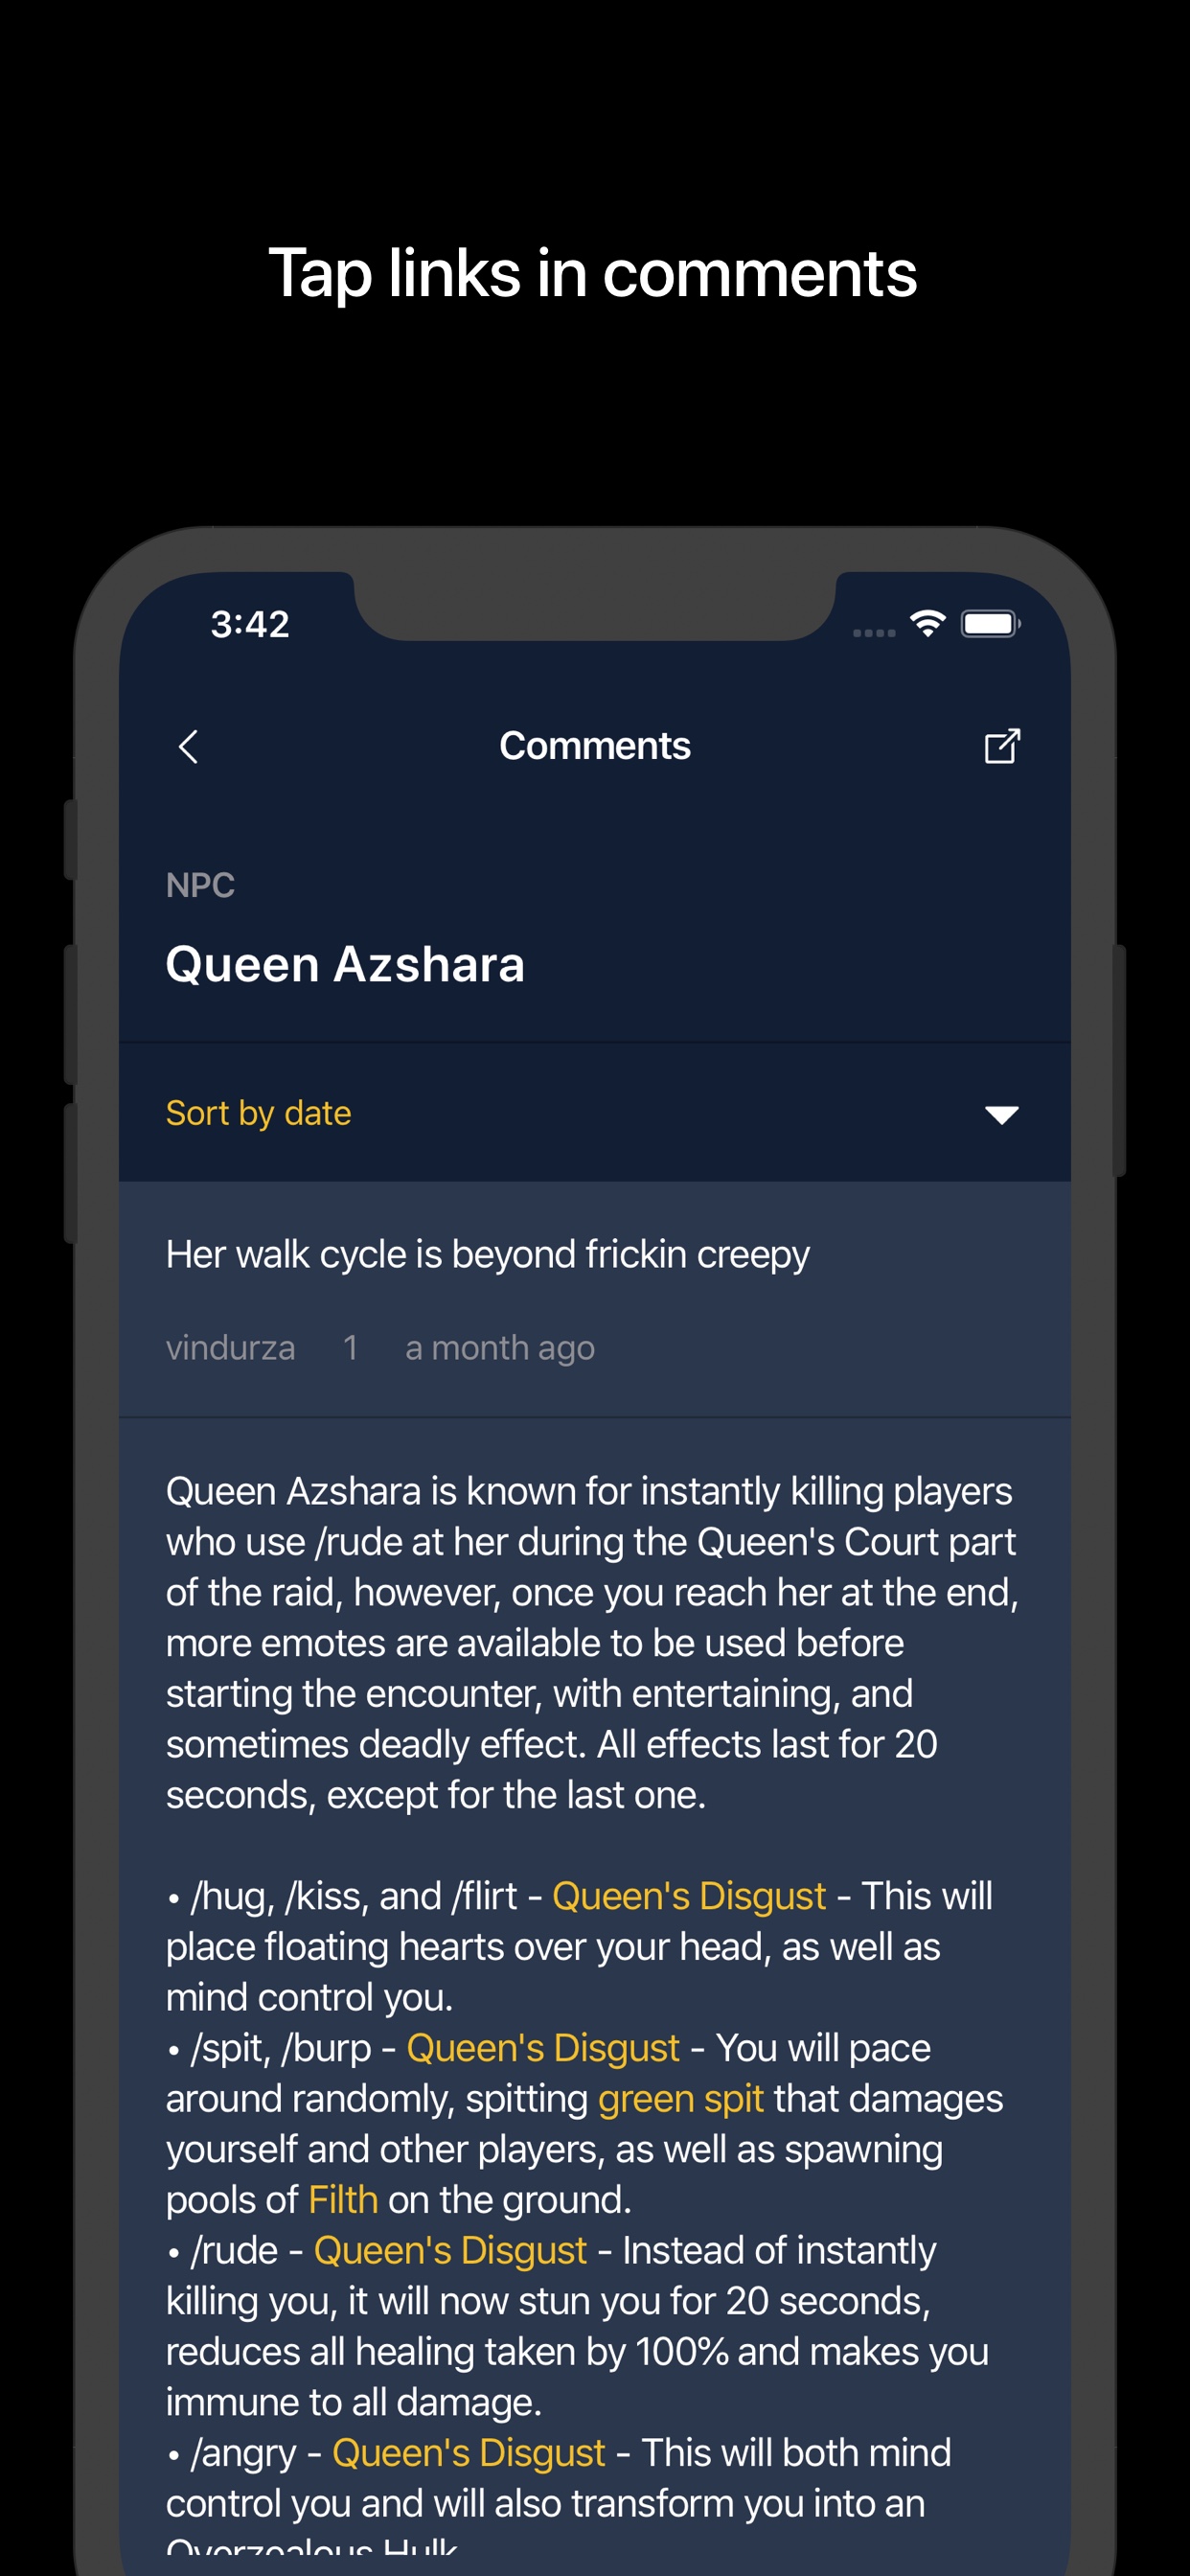 Tap links in comments
3:42
Comments
NPC
Queen Azshara
Sort by date
Her walk cycle is beyond frickin creepy
vindurza 1 a month ago
Queen Azshara is known for instantly killing players
who use /rude at her during the Queen's Court part
of the raid, however, once you reach her at the end,
more emotes are available to be used before
starting the encounter, with entertaining, and
sometimes deadly effect. All effects last for 20
seconds, except for the last one.
• /hug, /kiss, and /flirt - Queen's Disgust - This will
place floating hearts over your head, as well as
mind control you.
• /spit, /burp - Queen's Disgust - You will pace
around randomly, spitting green spit that damages
yourself and other players, as well as spawning
pools of Filth on the ground.
• /rude - Queen's Disgust - Instead of instantly
killing you, it will now stun you for 20 seconds,
reduces all healing taken by 100% and makes you
immune to all damage.
• /angry - Queen's Disgust - This will both mind
control you and will also transform you into an
Overzealous Hulk